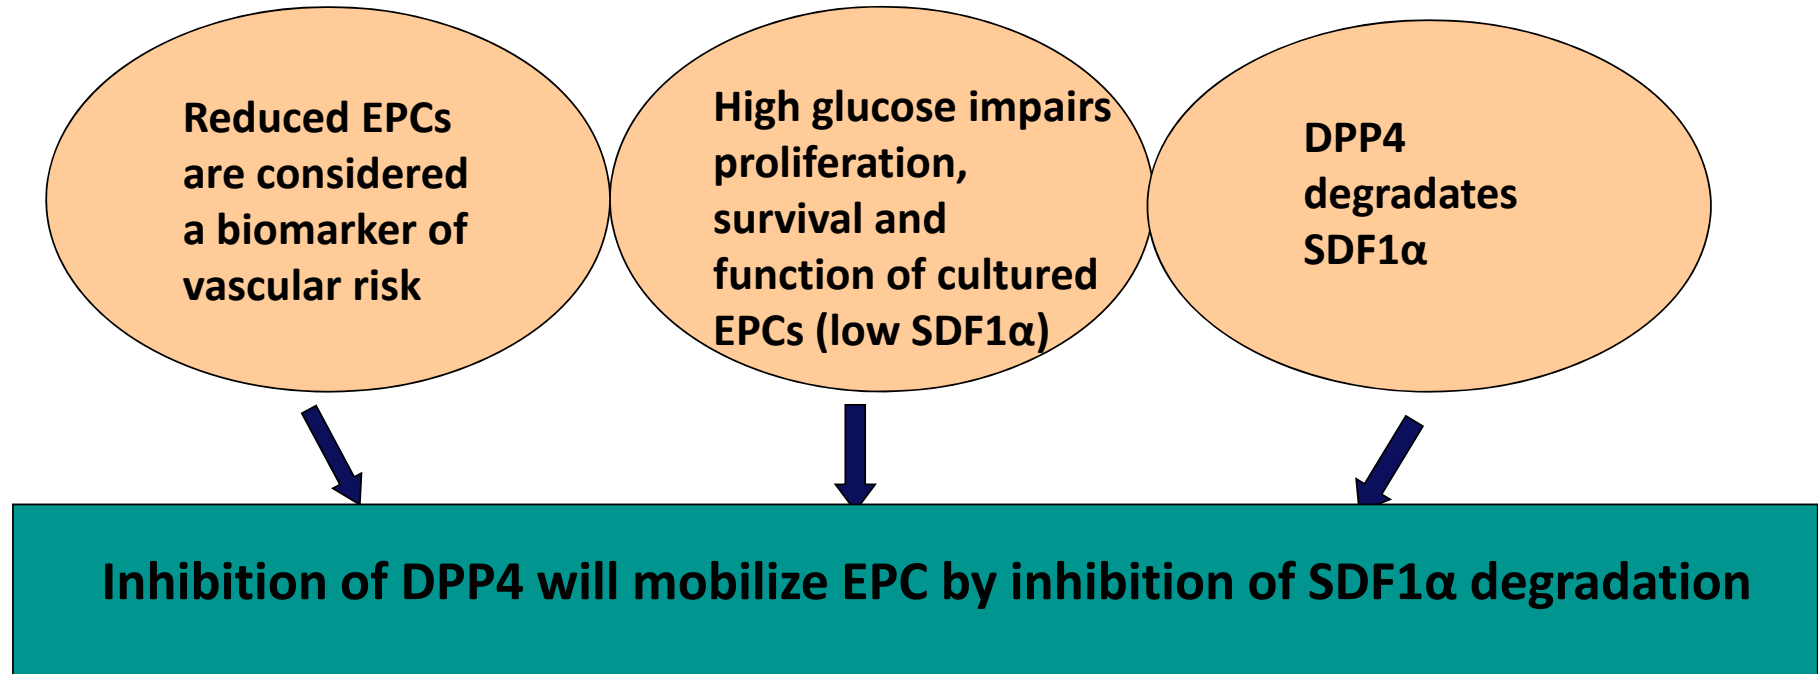 Reduced EPCs
are considered
a biomarker of
vascular risk
High glucose impairs
proliferation,
survival and
function of cultured
EPCs (low SDF1α)
DPP4
degradates
SDF1α
Inhibition of DPP4 will mobilize EPC by inhibition of SDF1α degradation